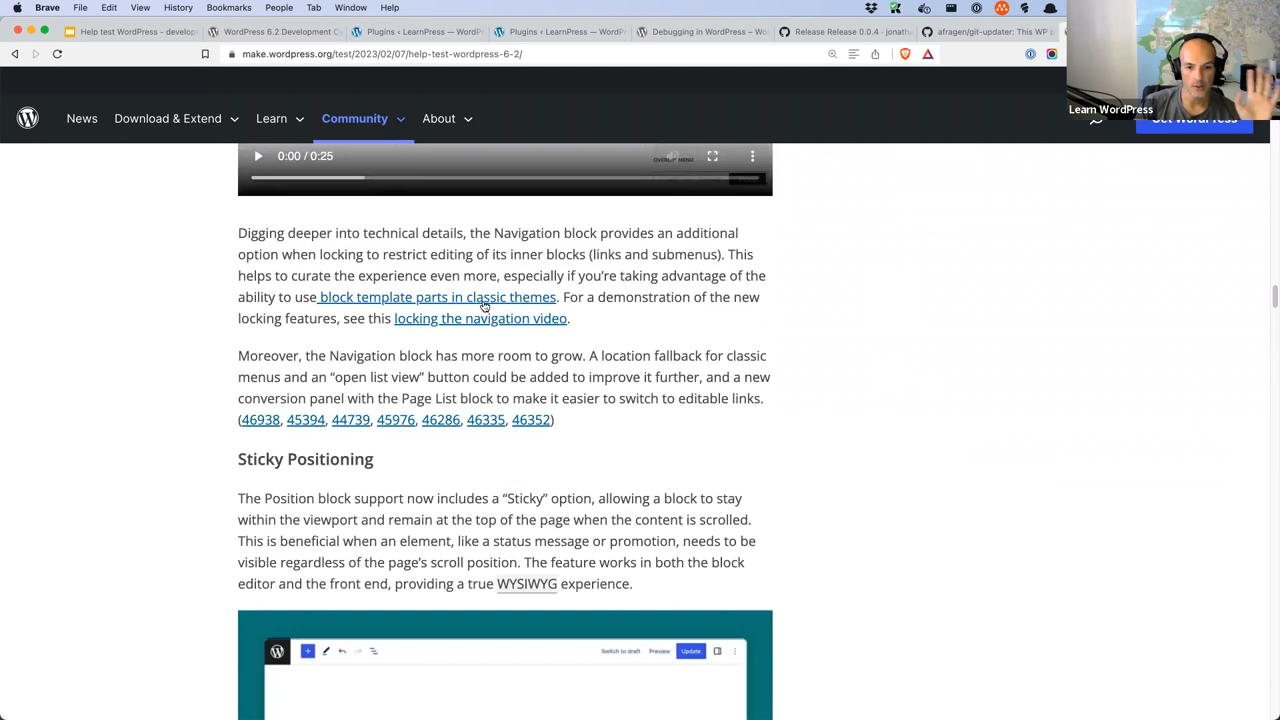 Brave File Edit View History Bookmarks Profiles Tab Window Help
Help test WordPress - develop
WordPress 6.2 Development Cy
Plugins ‹ LearnWordPress — W
Plugins ‹ LearnWordPress — W
Debugging in WordPress – Wo
Release Release 0.0.4 · jonath
afragen/git-updater: This WP p
make.wordpress.org/test/2023/02/07/help-test-wordpress-6-2/
Learn WordPress
News Download & Extend Learn Community About
Get WordPress
0:00 / 0:25
OVERLAY MENU
Digging deeper into technical details, the Navigation block provides an additional
option when locking to restrict editing of its inner blocks (links and submenus). This
helps to curate the experience even more, especially if you’re taking advantage of the
ability to use block template parts in classic themes. For a demonstration of the new
locking features, see this locking the navigation video.
Moreover, the Navigation block has more room to grow. A location fallback for classic
menus and an “open list view” button could be added to improve it further, and a new
conversion panel with the Page List block to make it easier to switch to editable links.
(46938, 45394, 44739, 45976, 46286, 46335, 46352)
Sticky Positioning
The Position block support now includes a “Sticky” option, allowing a block to stay
within the viewport and remain at the top of the page when the content is scrolled.
This is beneficial when an element, like a status message or promotion, needs to be
visible regardless of the page’s scroll position. The feature works in both the block
editor and the front end, providing a true WYSIWYG experience.
Switch to draft Preview Update